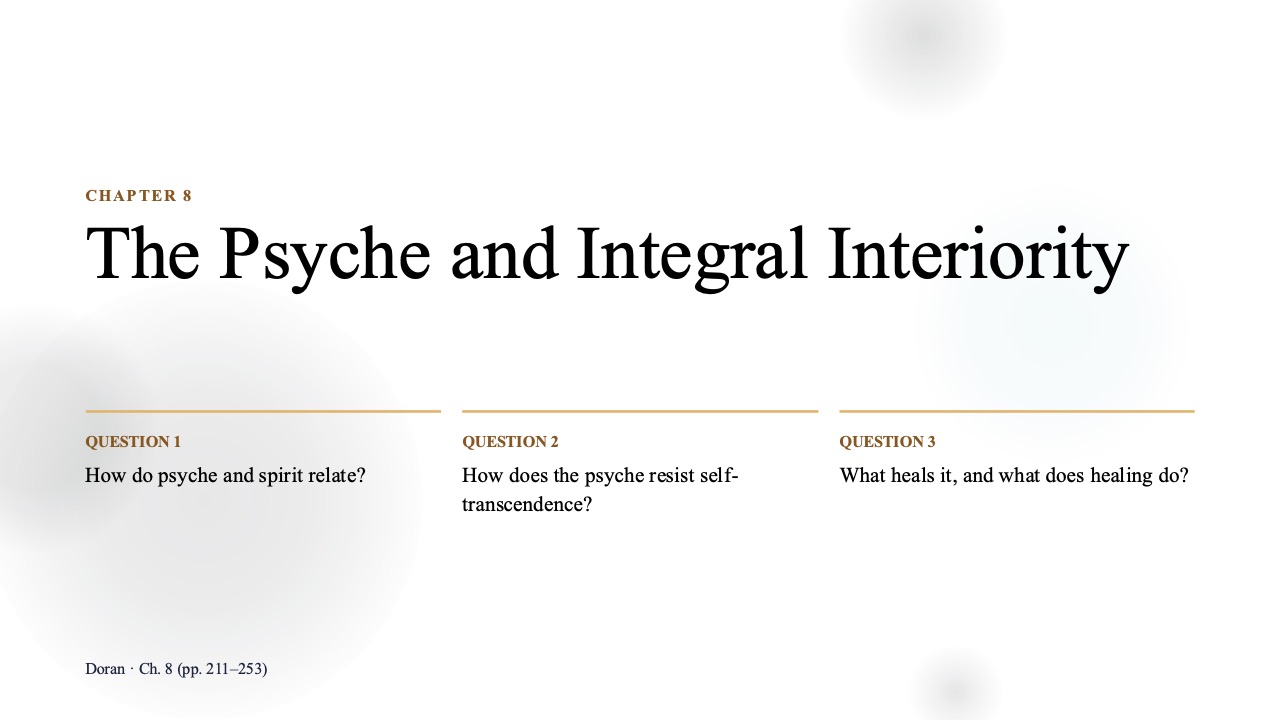 CHAPTER 8
The Psyche and Integral Interiority
QUESTION 1
How do psyche and spirit relate?
QUESTION 2
How does the psyche resist self-
transcendence?
QUESTION 3
What heals it, and what does healing do?
Doran · Ch. 8 (pp. 211–253)